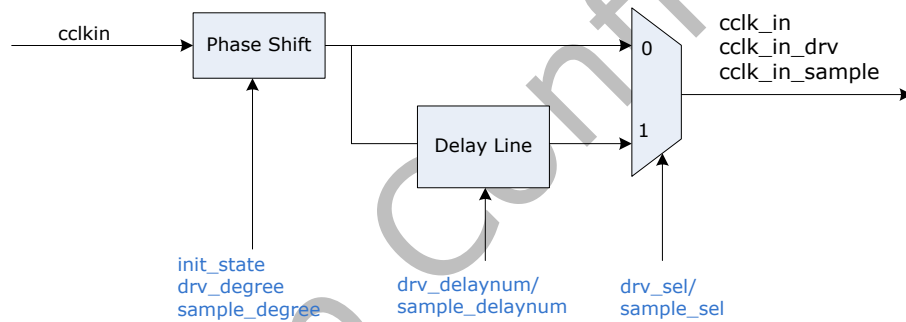 cclkin
Phase Shift
0
cclk_in
cclk_in_drv
cclk_in_sample
Delay Line
1
init_state
drv_degree
sample_degree
drv_delaynum/
sample_delaynum
drv_sel/
sample_sel